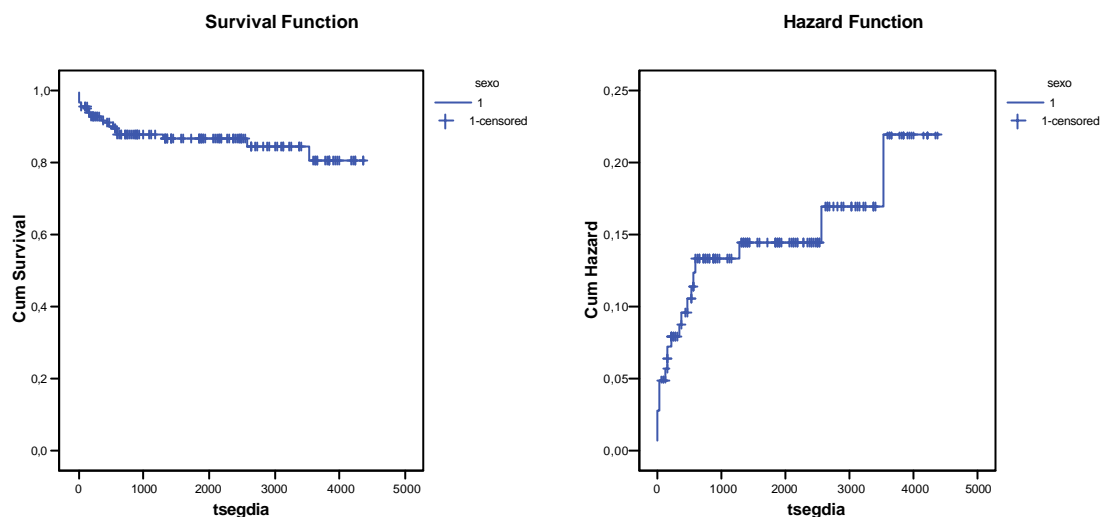 Survival Function
sexo
1
1-censored
1,0
0,8
0,6
0,4
0,2
0,0
Cum Survival
0 1000 2000 3000 4000 5000
tsegdia
Hazard Function
sexo
1
1-censored
0,25
0,20
0,15
0,10
0,05
0,00
Cum Hazard
0 1000 2000 3000 4000 5000
tsegdia